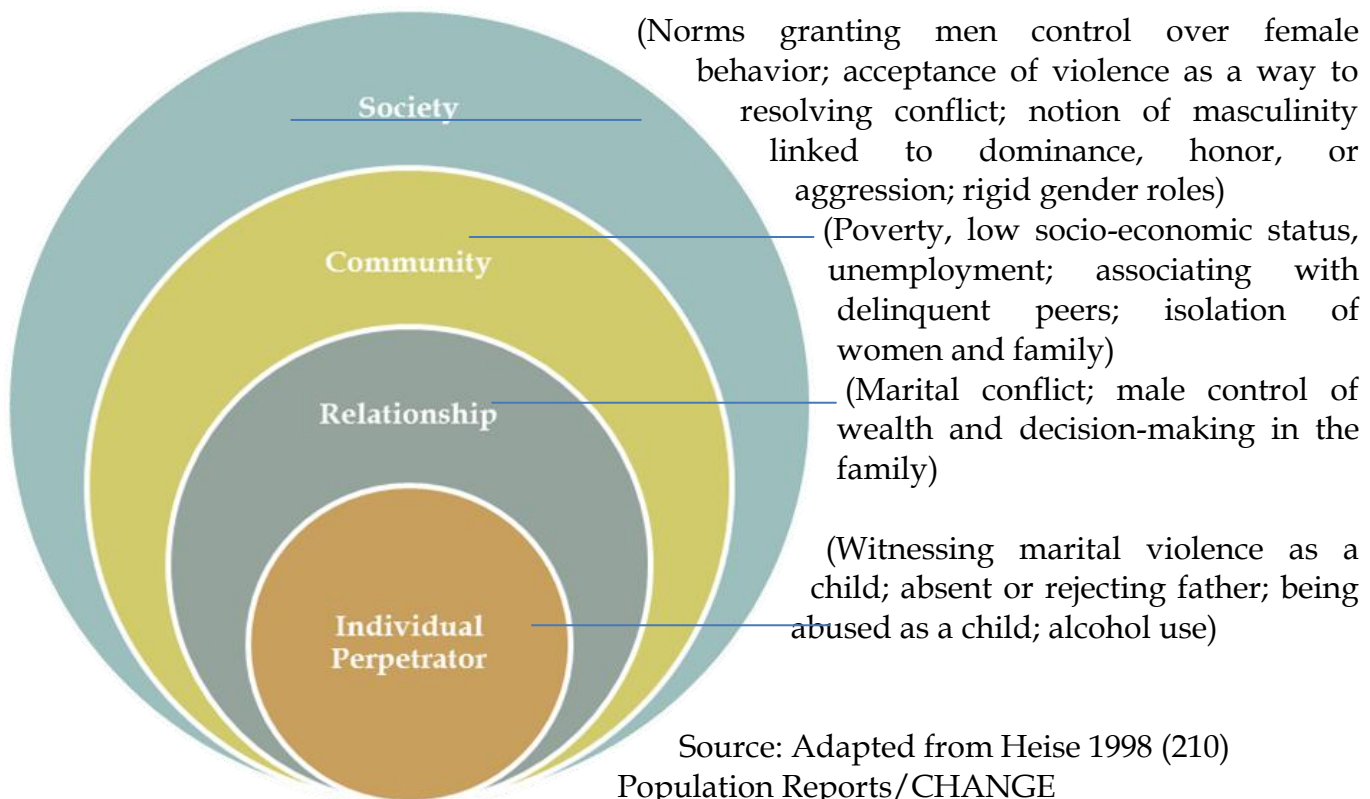 (Norms granting men control over female
behavior; acceptance of violence as a way to
resolving conflict; notion of masculinity
linked to dominance, honor, or
aggression; rigid gender roles)
Society
(Poverty, low socio-economic status,
unemployment; associating with
delinquent peers; isolation of
women and family)
Community
(Marital conflict; male control of
wealth and decision-making in the
family)
Relationship
(Witnessing marital violence as a
child; absent or rejecting father; being
abused as a child; alcohol use)
Individual
Perpetrator
Source: Adapted from Heise 1998 (210)
Population Reports/CHANGE